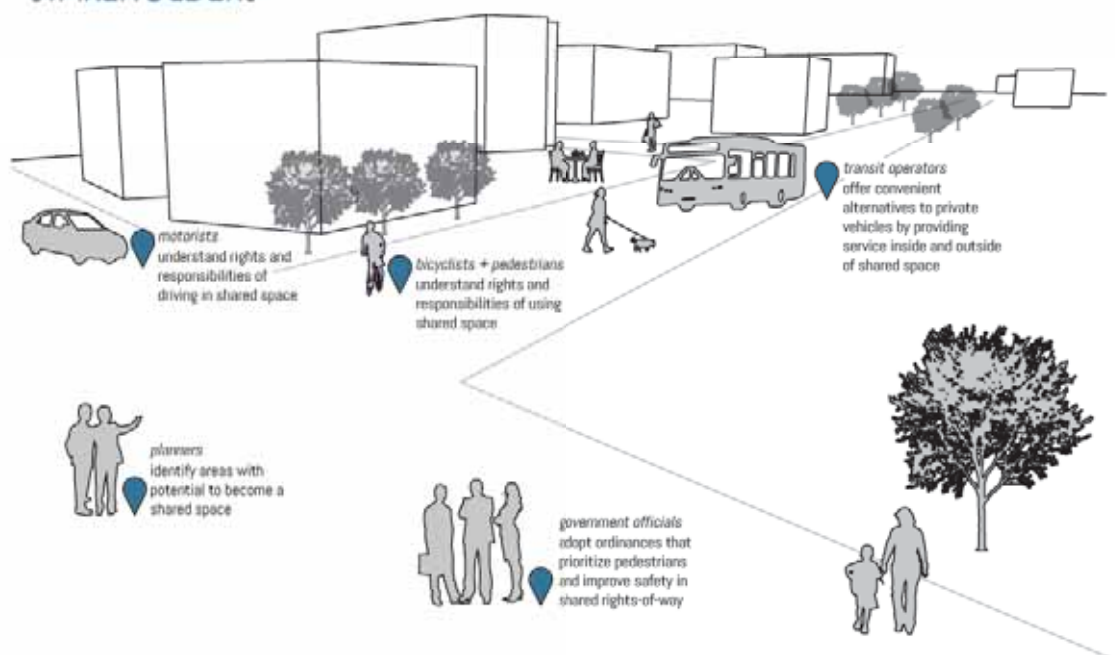 transit operators
offer convenient
alternatives to private
vehicles by providing
service inside and outside
of shared space
motorists
understand rights and
responsibilities of
driving in shared space
bicyclists + pedestrians
understand rights and
responsibilities of using
shared space
planners
identify areas with
potential to become a
shared space
government officials
adopt ordinances that
prioritize pedestrians
and improve safety in
shared rights-of-way